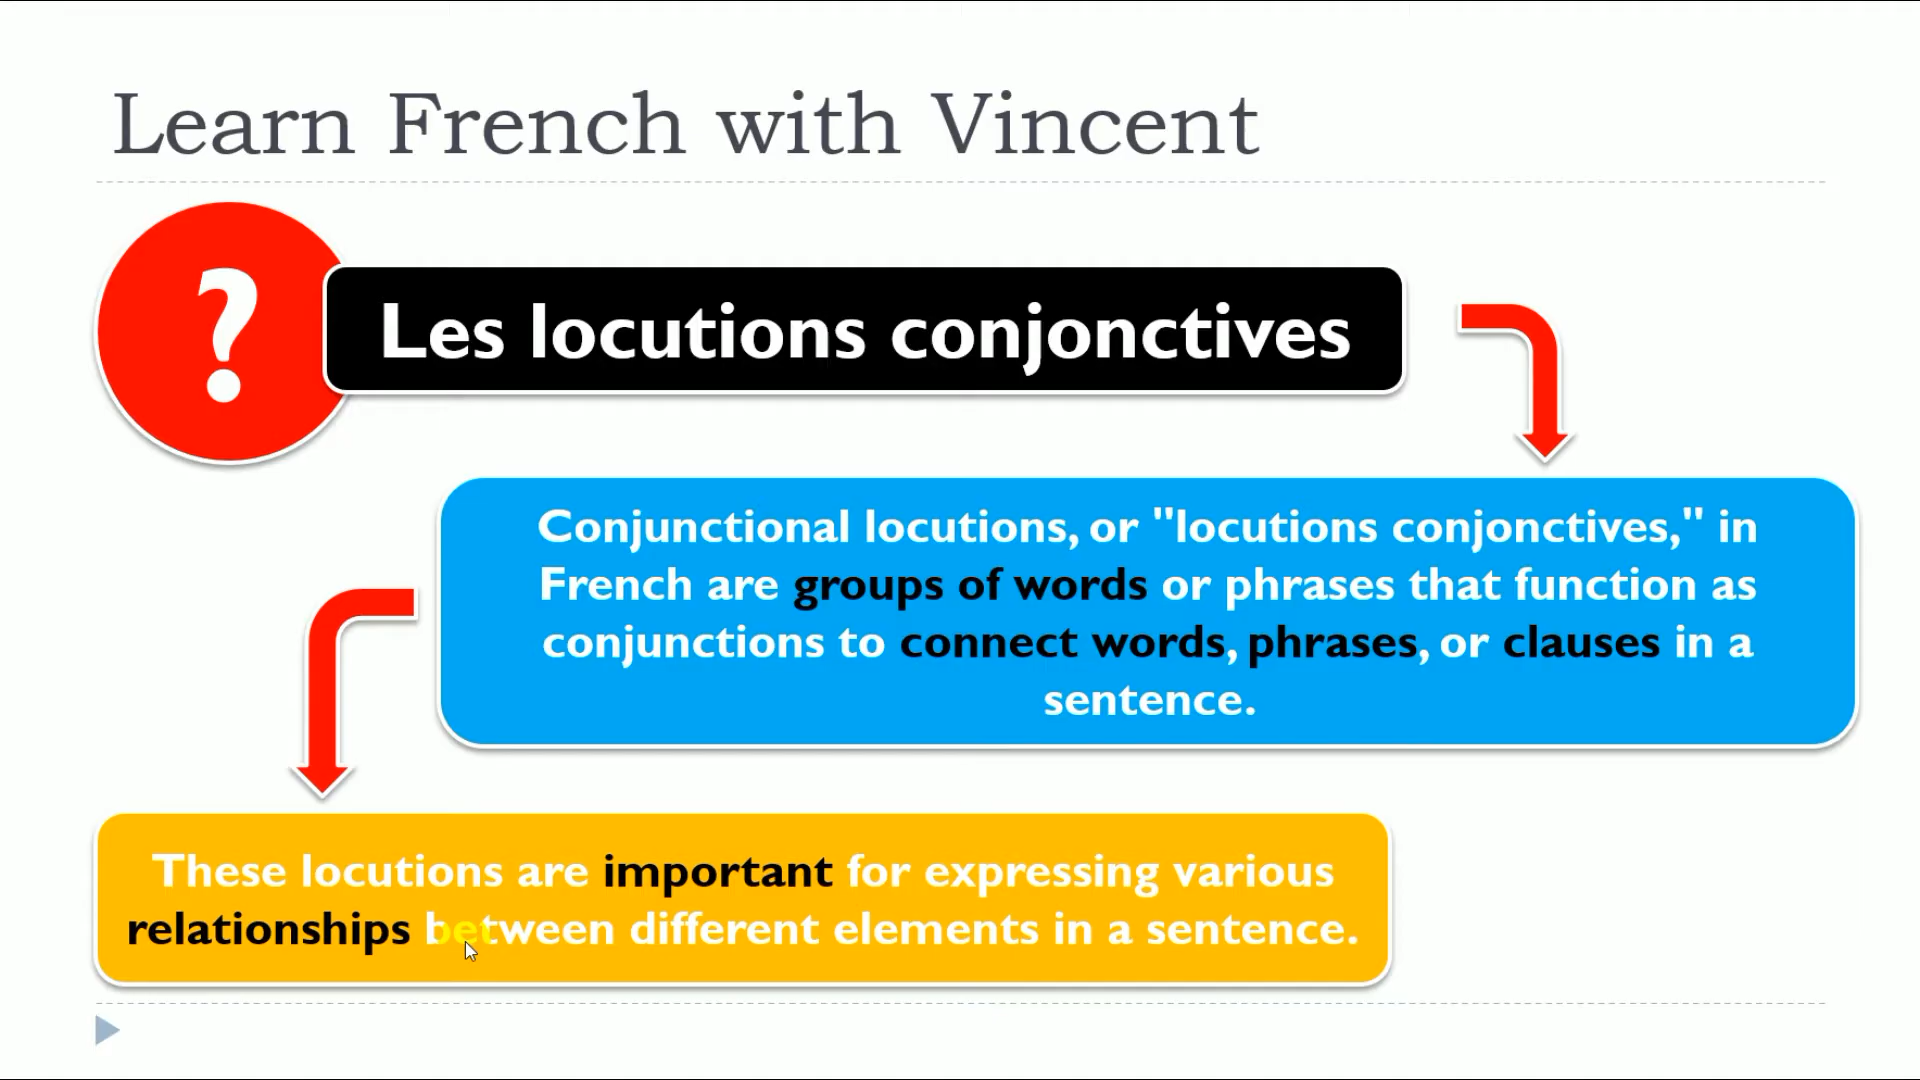 Learn French with Vincent
?
Les locutions conjonctives
Conjunctional locutions, or "locutions conjonctives," in
French are groups of words or phrases that function as
conjunctions to connect words, phrases, or clauses in a
sentence.
These locutions are important for expressing various
relationships between different elements in a sentence.